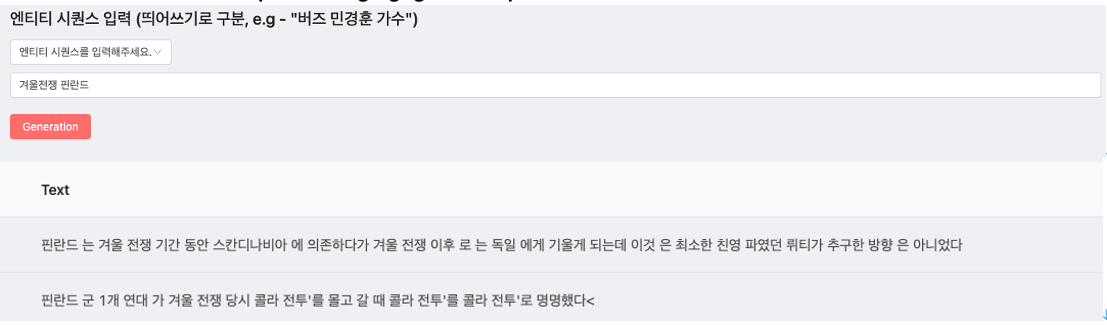 엔티티 시퀀스 입력 (띄어쓰기로 구분, e.g - "버즈 민경훈 가수")
엔티티 시퀀스를 입력해주세요.
겨울전쟁 핀란드
Generation
Text
핀란드 는 겨울 전쟁 기간 동안 스칸디나비아 에 의존하다가 겨울 전쟁 이후 로 는 독일 에게 기울게 되는데 이것 은 최소한 친영 파였던 뤼티가 추구한 방향 은 아니었다
핀란드 군 1개 연대 가 겨울 전쟁 당시 콜라 전투'를 몰고 갈 때 콜라 전투'를 콜라 전투'로 명명했다<